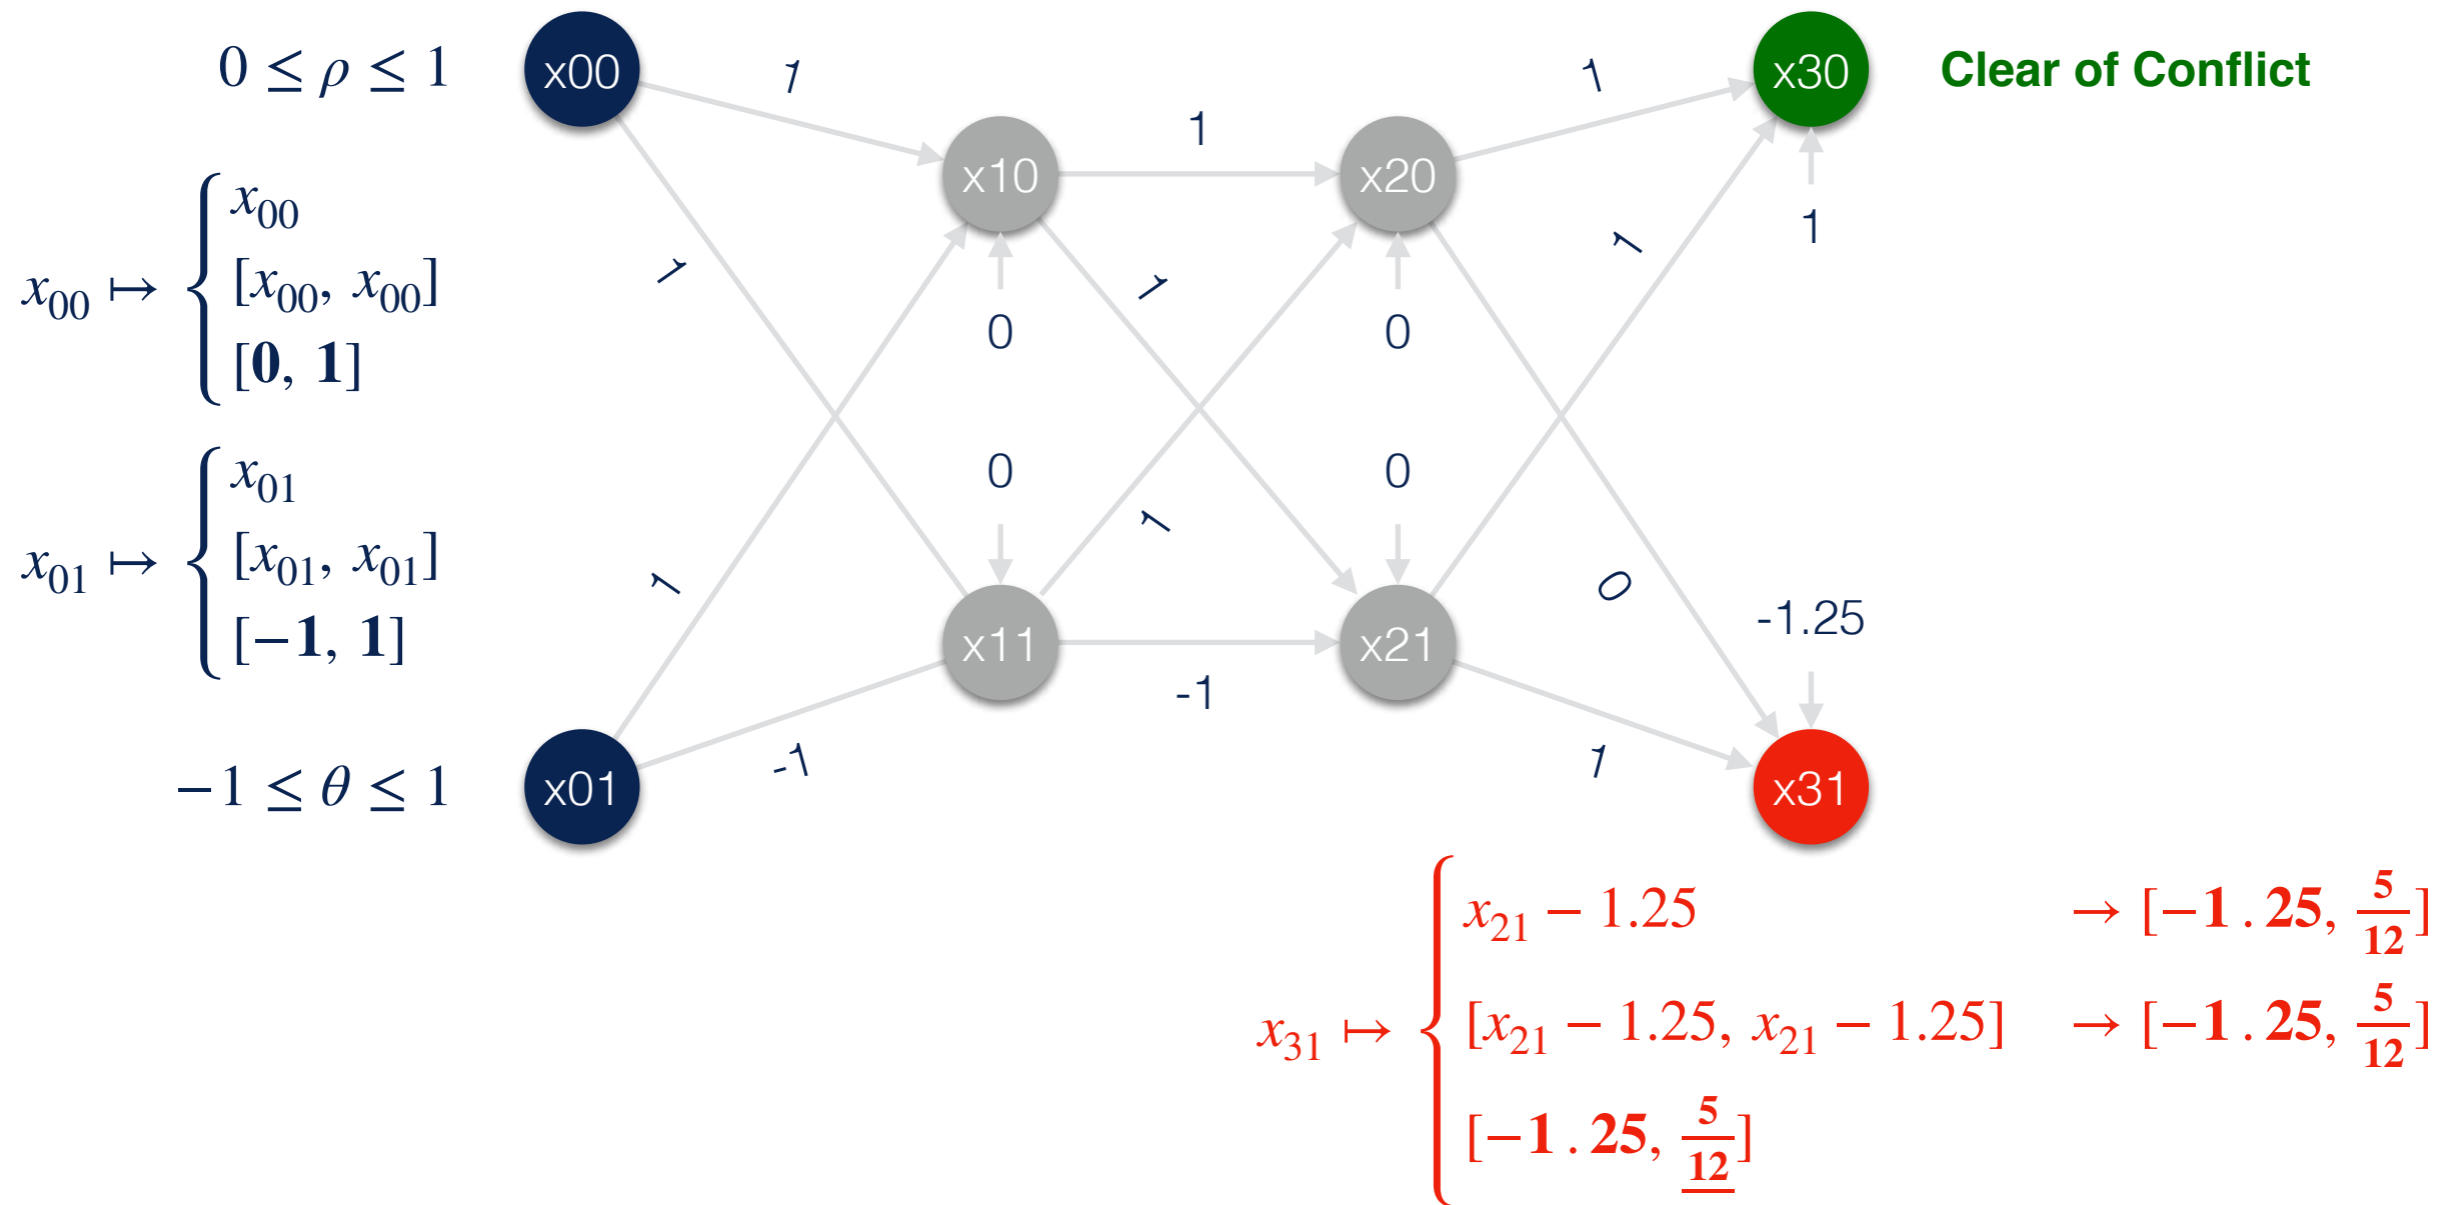 0 ≤ ρ ≤ 1
x00
1
x30
Clear of Conflict
1
x10
1
x20
1
1
1
1
0
0
x₀₀ ↦ { x₀₀
[x₀₀, x₀₀]
[0, 1]
x₀₁ ↦ { x₀₁
[x₀₁, x₀₁]
[−1, 1]
0
0
1
1
0
-1.25
x11
-1
x21
−1 ≤ θ ≤ 1
x01
-1
1
x31
x₃₁ ↦ { x₂₁ − 1.25 → [−1.25, 5/12]
[x₂₁ − 1.25, x₂₁ − 1.25] → [−1.25, 5/12]
[−1.25, 5/12]